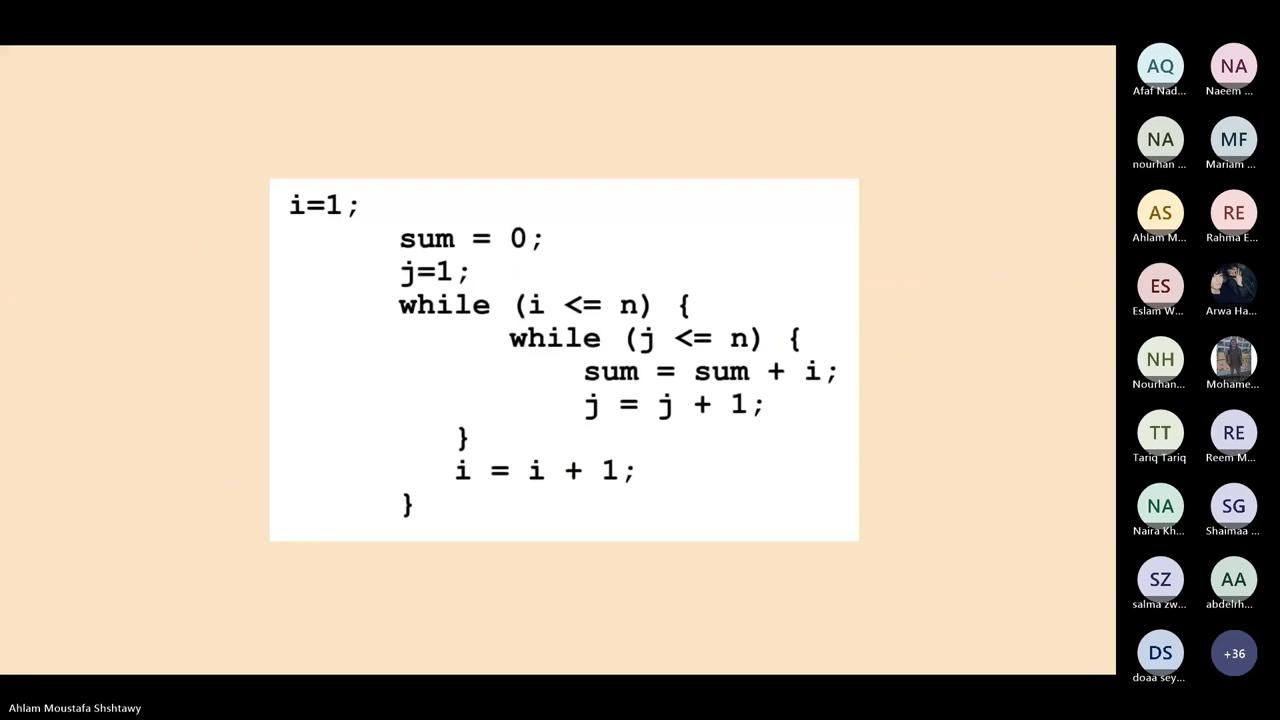 i=1;
sum = 0;
j=1;
while (i <= n) {
while (j <= n) {
sum = sum + i;
j = j + 1;
}
i = i + 1;
}
AQ
Afaf Nad...
NA
Naeem ...
NA
nourhan ...
MF
Mariam ...
AS
Ahlam M...
RE
Rahma E...
ES
Eslam W...
Arwa Ha...
NH
Nourhan...
Mohame...
TT
Tariq Tariq
RE
Reem M...
NA
Naira Kh...
SG
Shaimaa ...
SZ
salma zw...
AA
abdelrh...
DS
doaa sey...
+36
Ahlam Moustafa Shshtawy